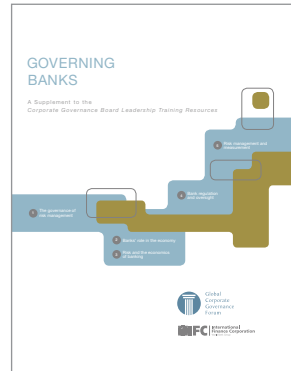 GOVERNING
BANKS
A Supplement to the
Corporate Governance Board Leadership Training Resources
Risk management and
measurement
Bank regulation
and oversight
The governance of
risk management
Banks' role in the economy
Risk and the economics
of banking
Global
Corporate
Governance
Forum
IFC
International
Finance Corporation